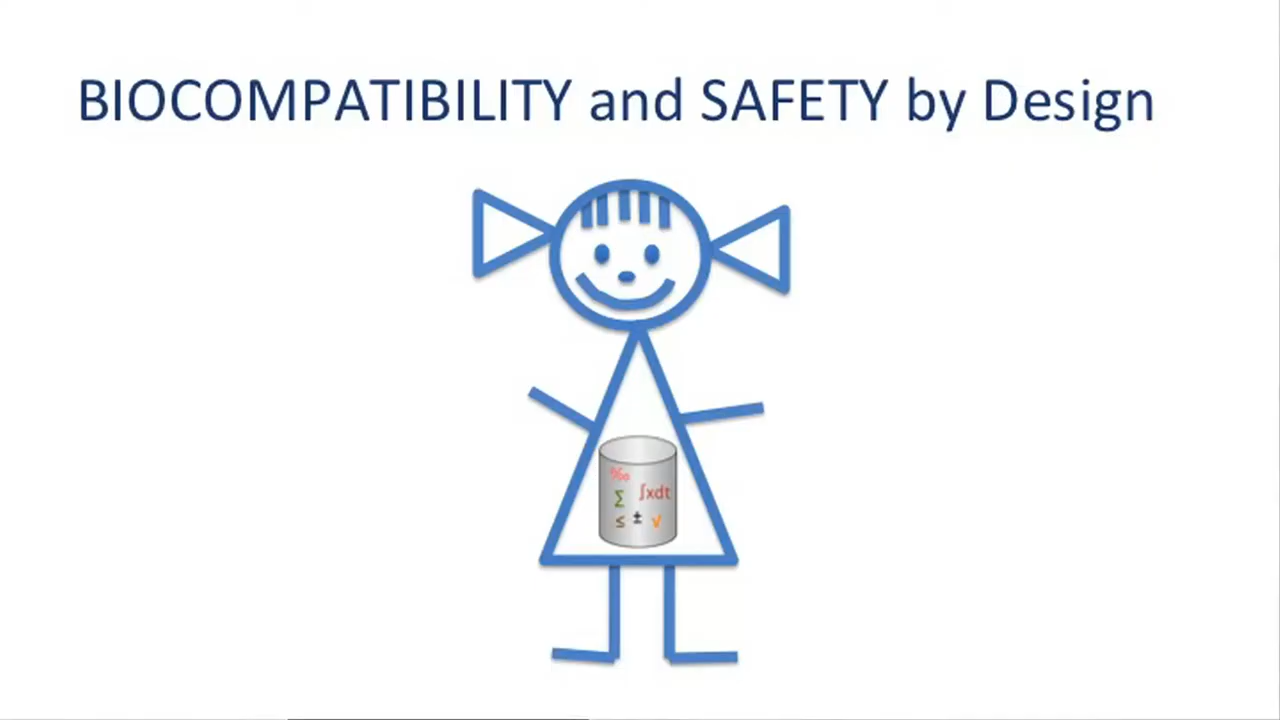 BIOCOMPATIBILITY and SAFETY by Design
‰
∑ ∫xdt
≤ ± √